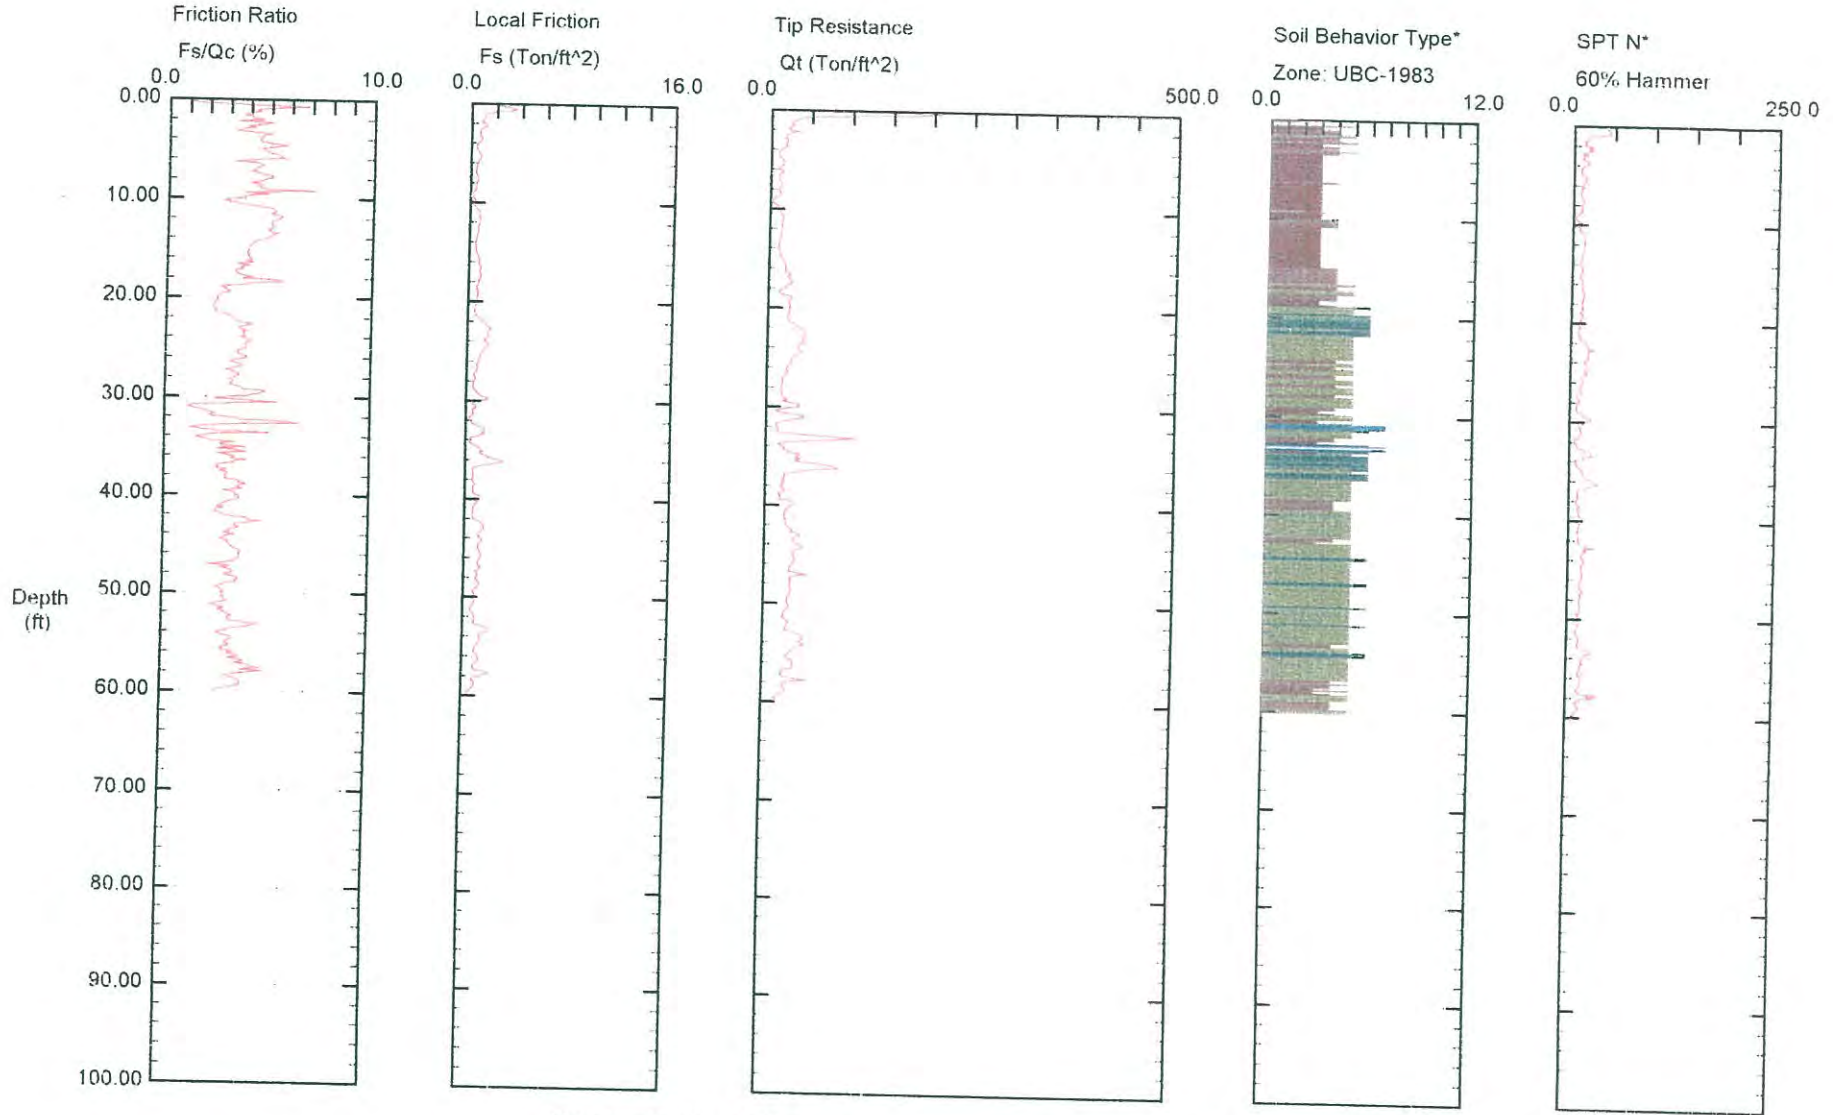 Friction Ratio
Fs/Qc (%)
0.0 10.0
Local Friction
Fs (Ton/ft^2)
0.0 16.0
Tip Resistance
Qt (Ton/ft^2)
0.0 500.0
Soil Behavior Type*
Zone: UBC-1983
0.0 12.0
SPT N*
60% Hammer
0.0 250.0
0.00
10.00
20.00
30.00
40.00
50.00
Depth
(ft)
60.00
70.00
80.00
90.00
100.00